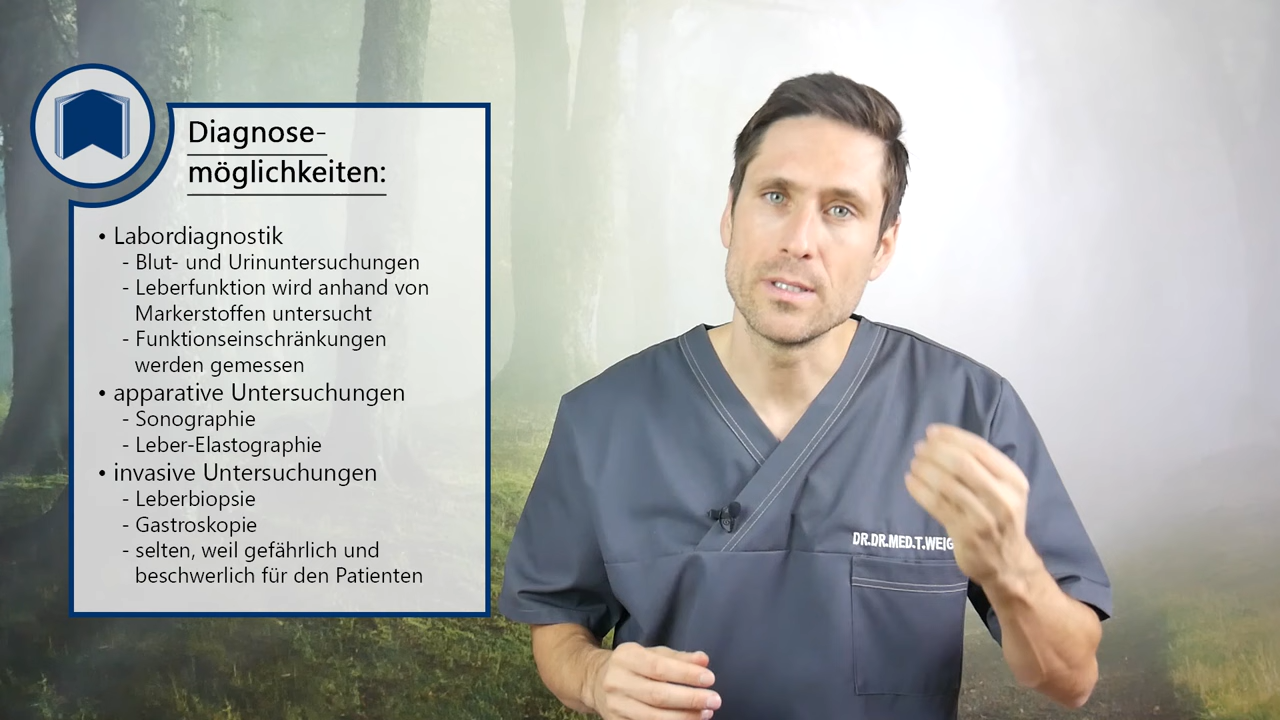 Diagnose-
möglichkeiten:
• Labordiagnostik
- Blut- und Urinuntersuchungen
- Leberfunktion wird anhand von
Markerstoffen untersucht
- Funktionseinschränkungen
werden gemessen
• apparative Untersuchungen
- Sonographie
- Leber-Elastographie
• invasive Untersuchungen
- Leberbiopsie
- Gastroskopie
- selten, weil gefährlich und
beschwerlich für den Patienten
DR.DR.MED.T.WEIG